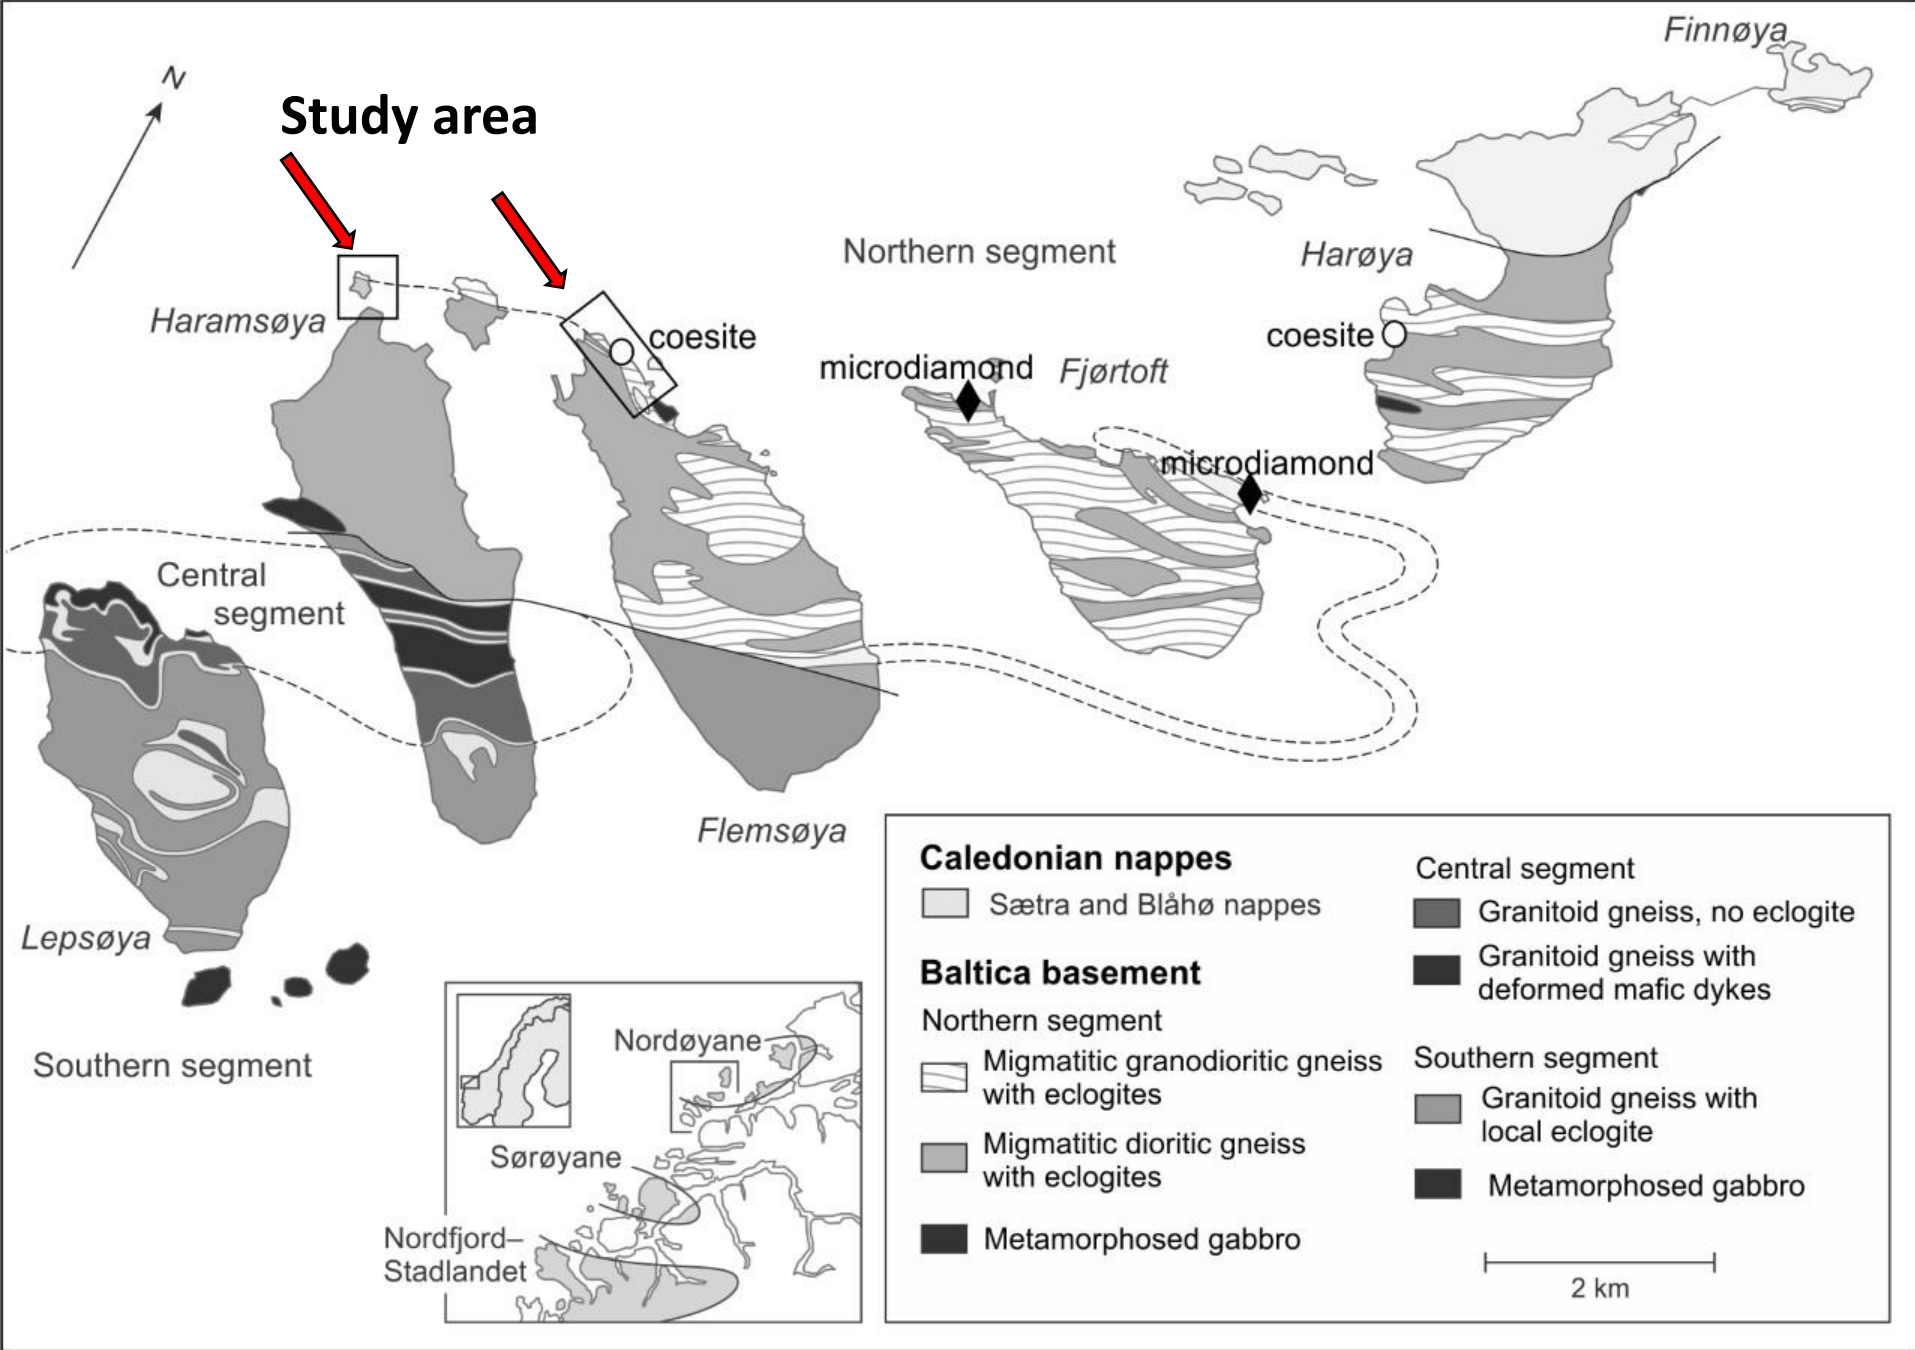 Finnøya
N
Study area
Northern segment
Harøya
Haramsøya
coesite
coesite
microdiamond
Fjørtoft
microdiamond
Central
segment
Flemsøya
Lepsøya
Southern segment
Nordøyane
Sørøyane
Nordfjord–
Stadlandet
Caledonian nappes
Sætra and Blåhø nappes
Baltica basement
Northern segment
Migmatitic granodioritic gneiss
with eclogites
Migmatitic dioritic gneiss
with eclogites
Metamorphosed gabbro
Central segment
Granitoid gneiss, no eclogite
Granitoid gneiss with
deformed mafic dykes
Southern segment
Granitoid gneiss with
local eclogite
Metamorphosed gabbro
2 km